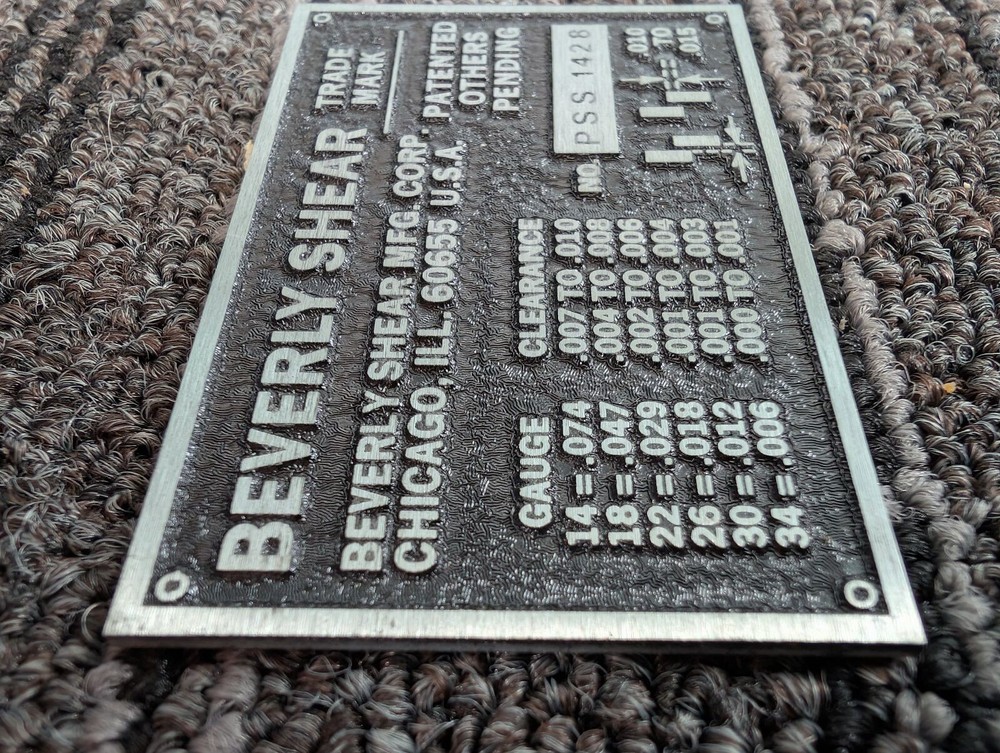 BEVERLY SHEAR
TRADE
MARK
BEVERLY SHEAR MFG. CORP.
CHICAGO, ILL. 60655 U.S.A.
PATENTED
OTHERS
PENDING
GAUGE CLEARANCE
14 = .074 .007 TO .010
18 = .047 .004 TO .008
22 = .029 .002 TO .006
26 = .018 .001 TO .004
30 = .012 .001 TO .003
34 = .006 .000 TO .001
NO. PSS 1428
.010
TO
.015